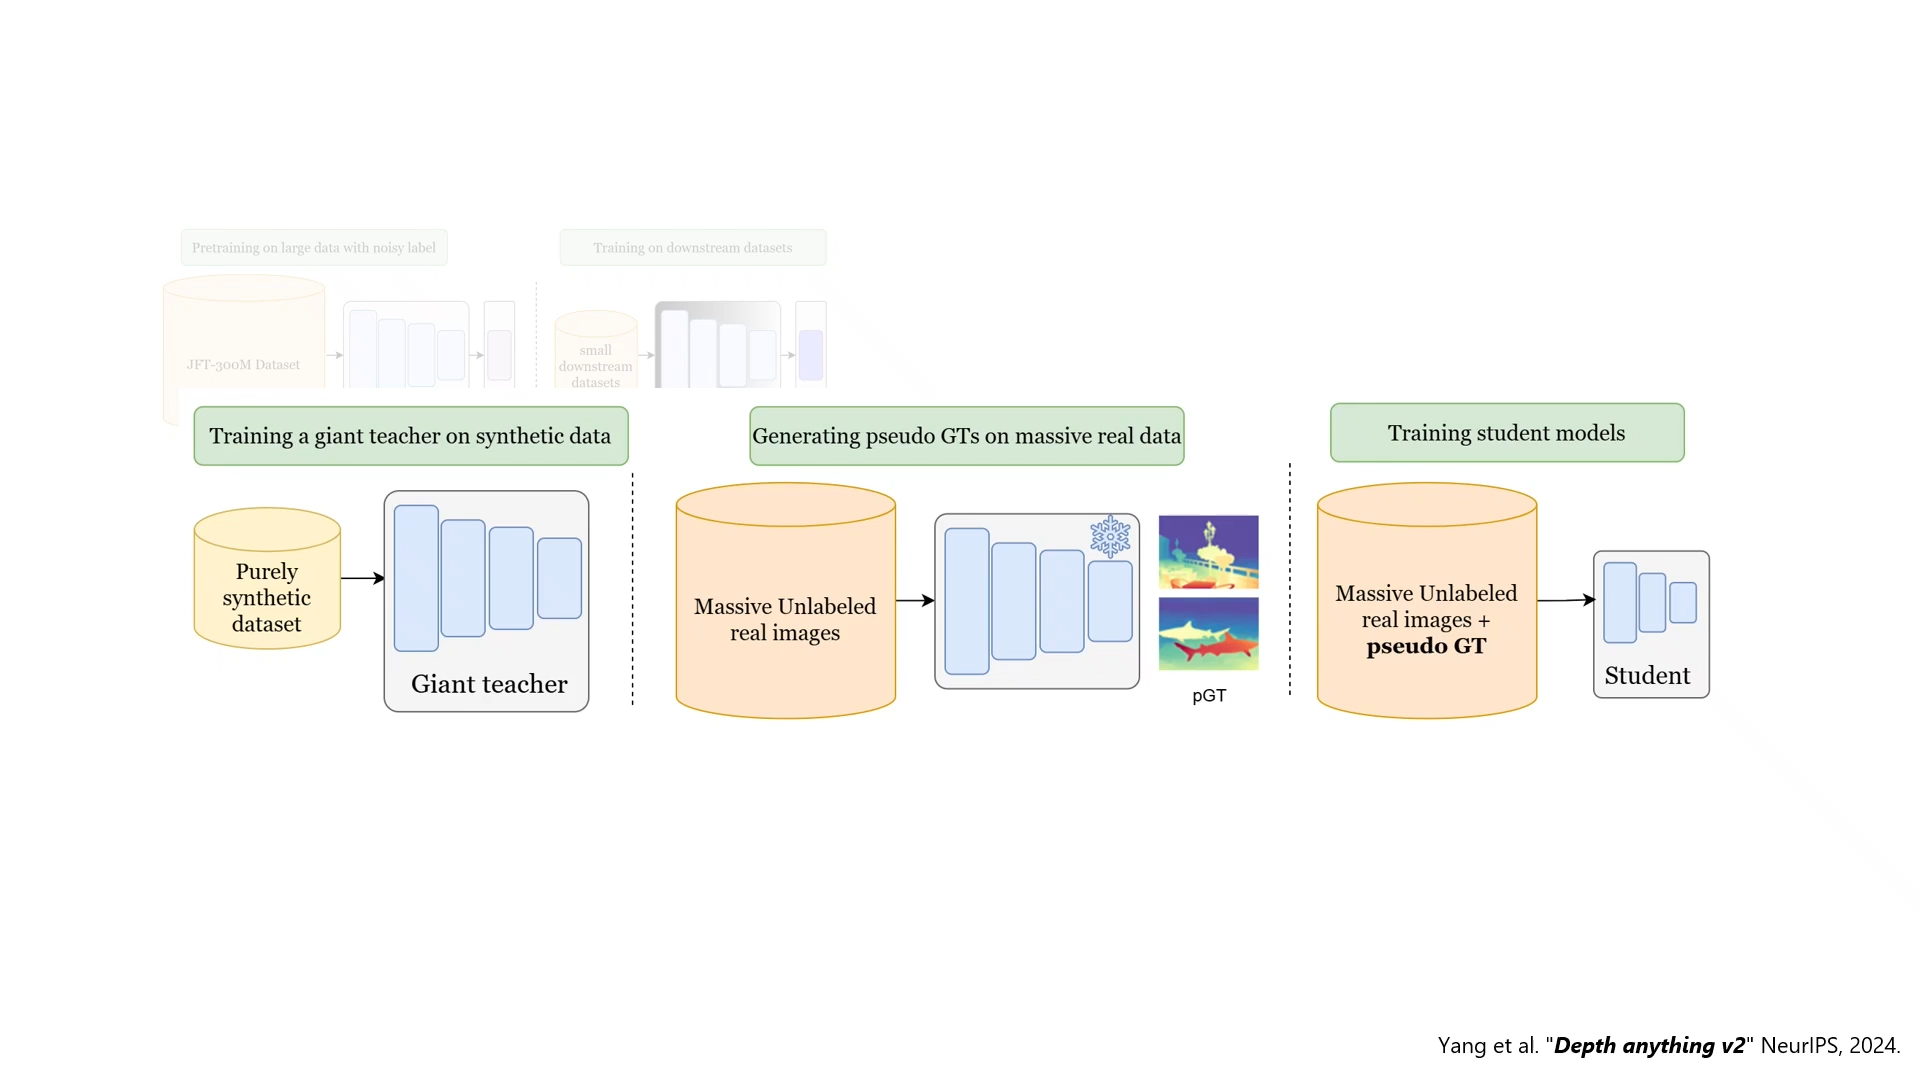 Pretraining on large data with noisy label
Training on downstream datasets
JFT-300M Dataset
small
downstream
datasets
Training a giant teacher on synthetic data
Generating pseudo GTs on massive real data
Training student models
Purely
synthetic
dataset
Giant teacher
Massive Unlabeled
real images
pGT
Massive Unlabeled
real images +
pseudo GT
Student
Yang et al. "Depth anything v2" NeurIPS, 2024.